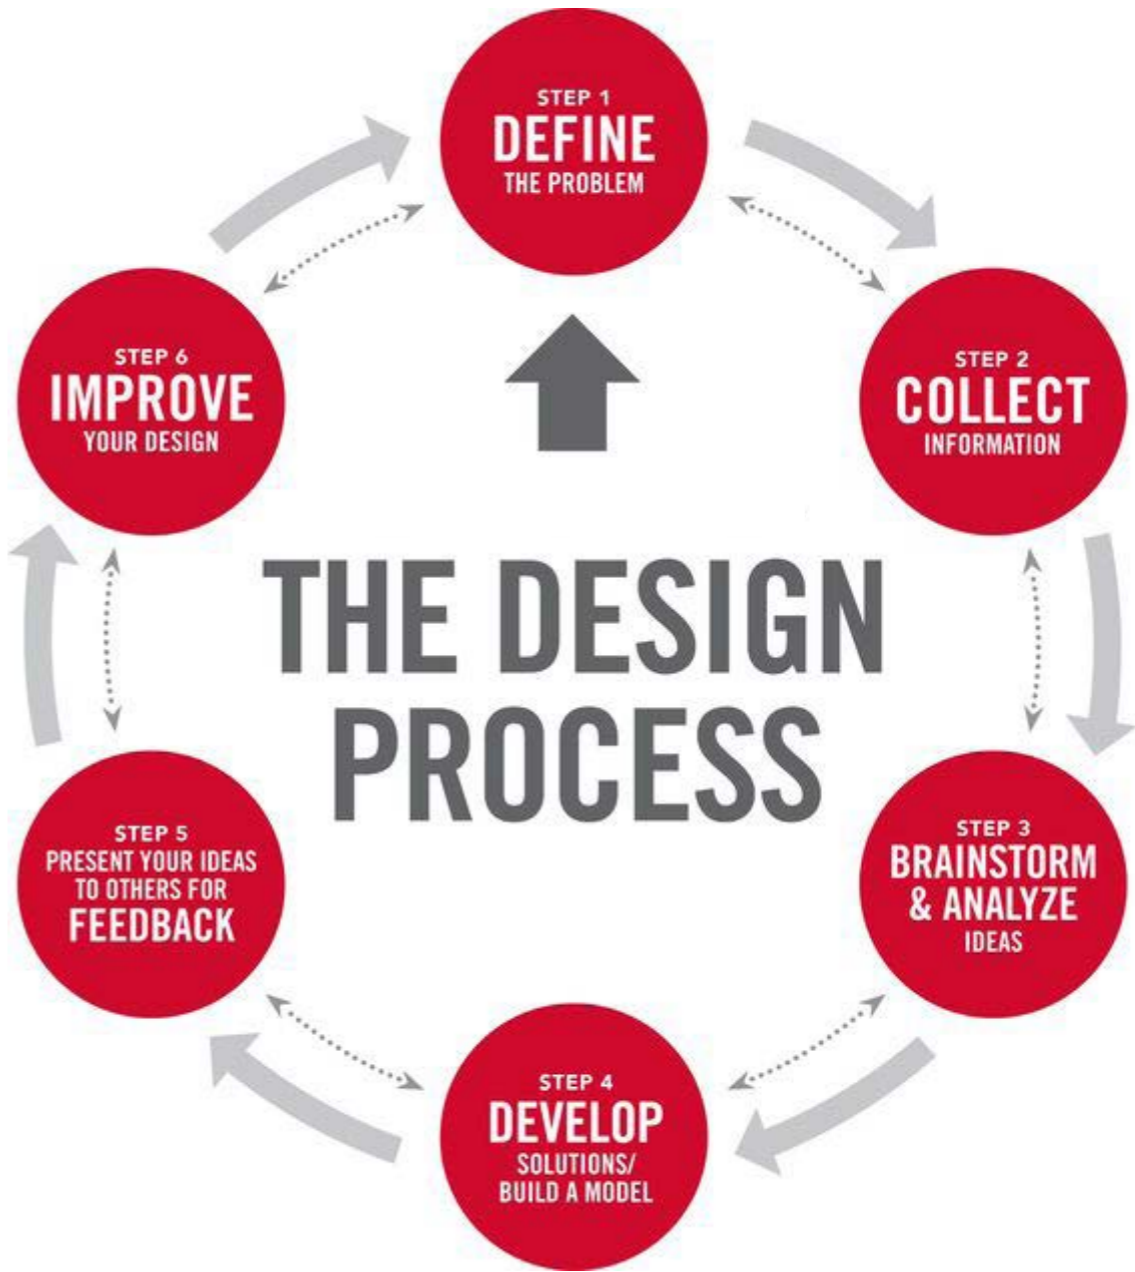 STEP 1
DEFINE
THE PROBLEM
STEP 2
COLLECT
INFORMATION
STEP 3
BRAINSTORM
& ANALYZE
IDEAS
STEP 4
DEVELOP
SOLUTIONS/
BUILD A MODEL
STEP 5
PRESENT YOUR IDEAS
TO OTHERS FOR
FEEDBACK
STEP 6
IMPROVE
YOUR DESIGN
THE DESIGN
PROCESS